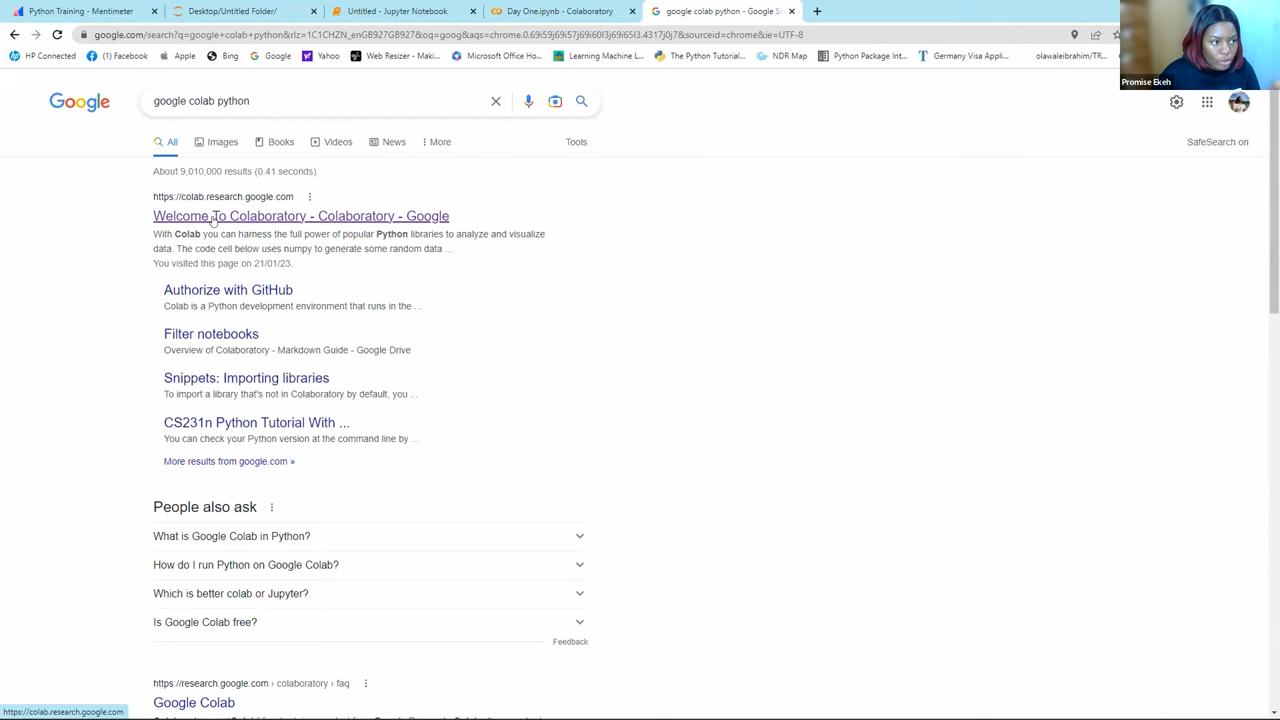 Python Training - Mentimeter
Desktop/Untitled Folder/
Untitled - Jupyter Notebook
Day One.ipynb - Colaboratory
google colab python - Google S
google.com/search?q=google+colab+python&rlz=1C1CHZN_enGB927GB927&oq=goog&aqs=chrome.0.69i59j69i57j69i60l3j69i65l3.4317j0j7&sourceid=chrome&ie=UTF-8
HP Connected
(1) Facebook
Apple
Bing
Google
Yahoo
Web Resizer - Maki...
Microsoft Office Ho...
Learning Machine L...
The Python Tutorial...
NDR Map
Python Package Int...
Germany Visa Appli...
olawaleibrahim/TR...
Promise Ekeh
Google
google colab python
All
Images
Books
Videos
News
More
Tools
SafeSearch on
About 9,010,000 results (0.41 seconds)
https://colab.research.google.com
Welcome To Colaboratory - Colaboratory - Google
With Colab you can harness the full power of popular Python libraries to analyze and visualize
data. The code cell below uses numpy to generate some random data ...
You visited this page on 21/01/23.
Authorize with GitHub
Colab is a Python development environment that runs in the ...
Filter notebooks
Overview of Colaboratory - Markdown Guide - Google Drive
Snippets: Importing libraries
To import a library that's not in Colaboratory by default, you ...
CS231n Python Tutorial With ...
You can check your Python version at the command line by ...
More results from google.com »
People also ask
What is Google Colab in Python?
How do I run Python on Google Colab?
Which is better colab or Jupyter?
Is Google Colab free?
Feedback
https://research.google.com › colaboratory › faq
Google Colab
https://colab.research.google.com